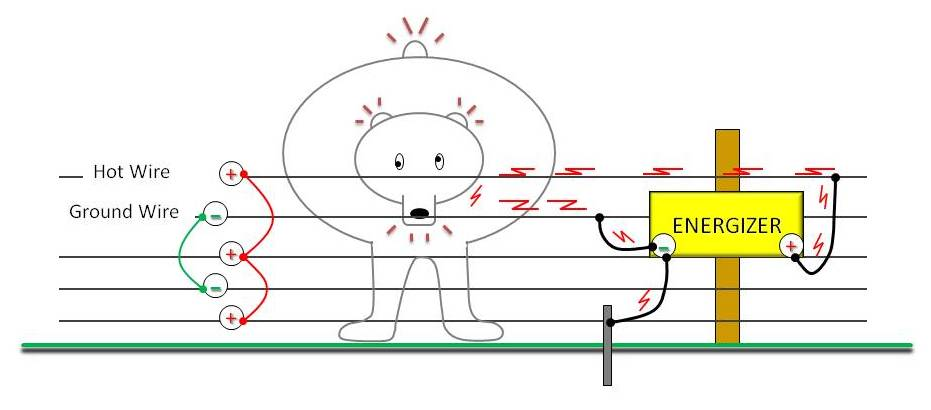 Hot Wire
+
Ground Wire
-
ENERGIZER
+
-
-
+
+